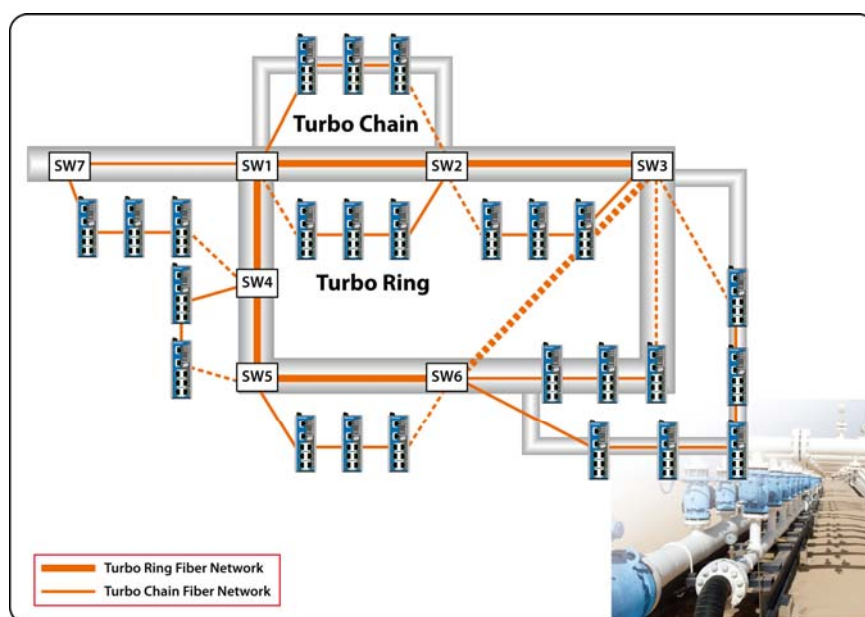 Turbo Chain
SW7
SW1
SW2
SW3
Turbo Ring
SW4
SW5
SW6
Turbo Ring Fiber Network
Turbo Chain Fiber Network